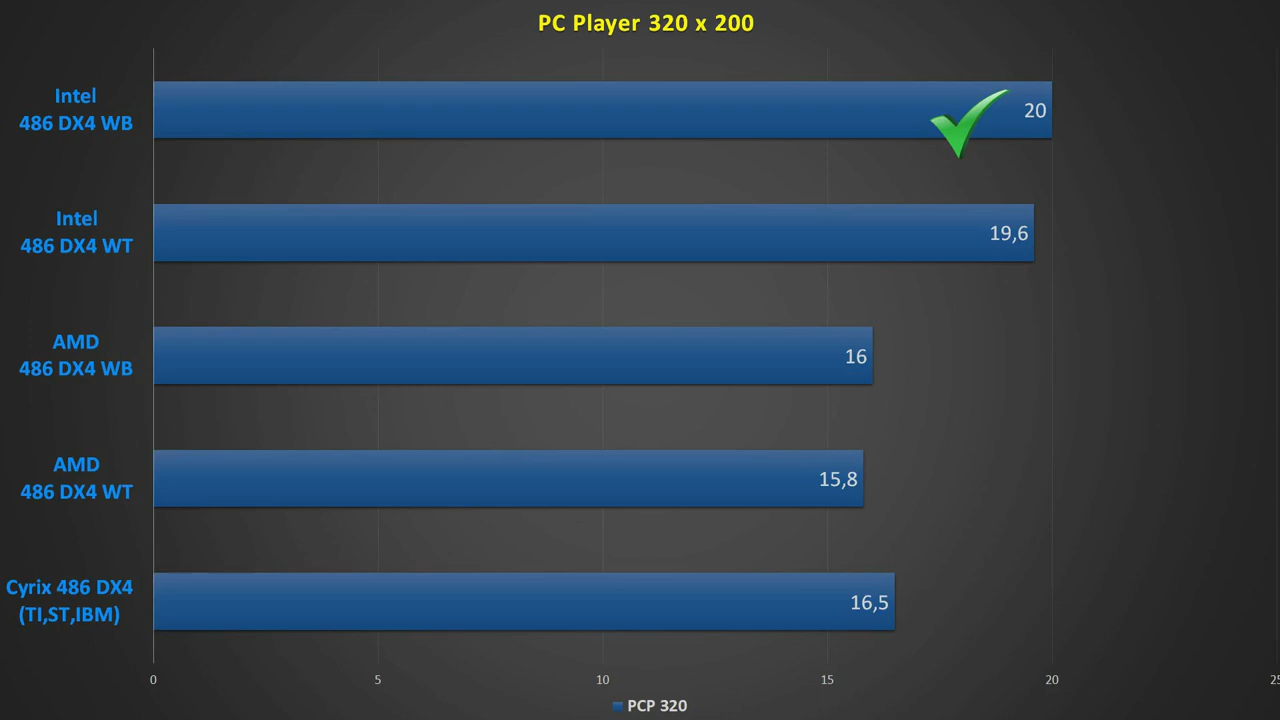 PC Player 320 x 200
Intel
486 DX4 WB
20
Intel
486 DX4 WT
19,6
AMD
486 DX4 WB
16
AMD
486 DX4 WT
15,8
Cyrix 486 DX4
(TI,ST,IBM)
16,5
0 5 10 15 20 25
PCP 320